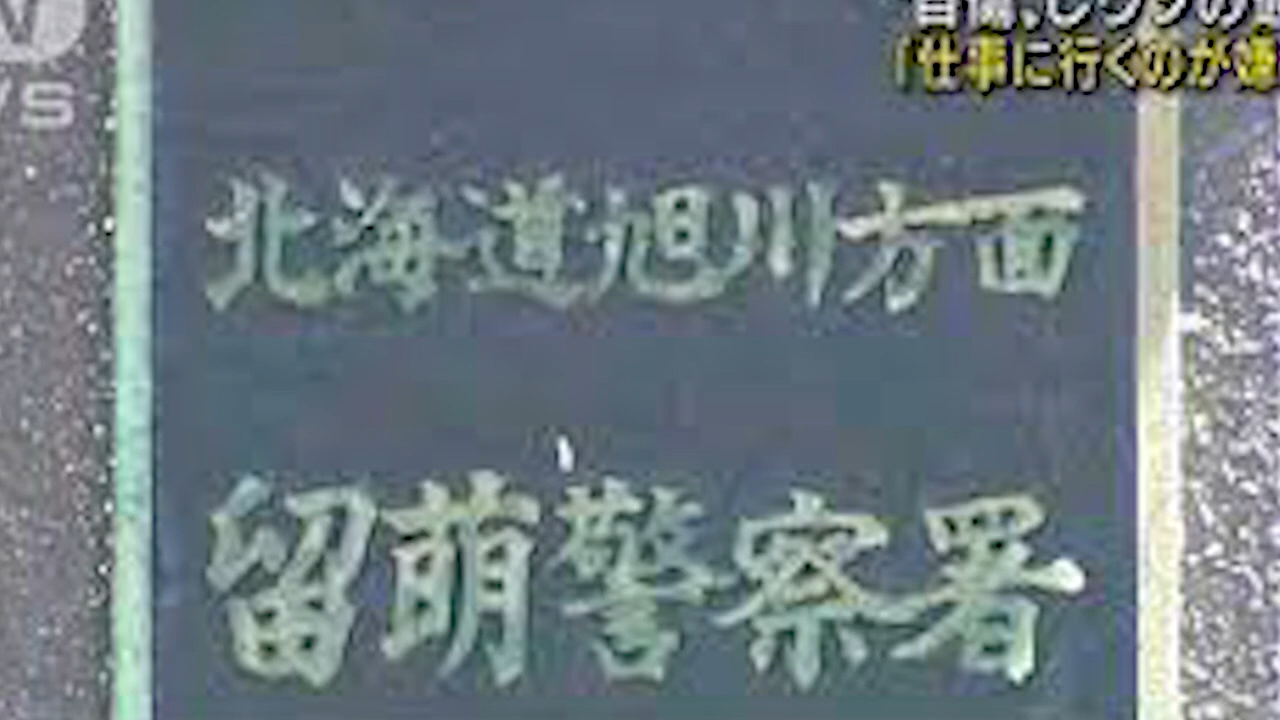 「仕事に行くのが嫌
北海道旭川方面
留萌警察署